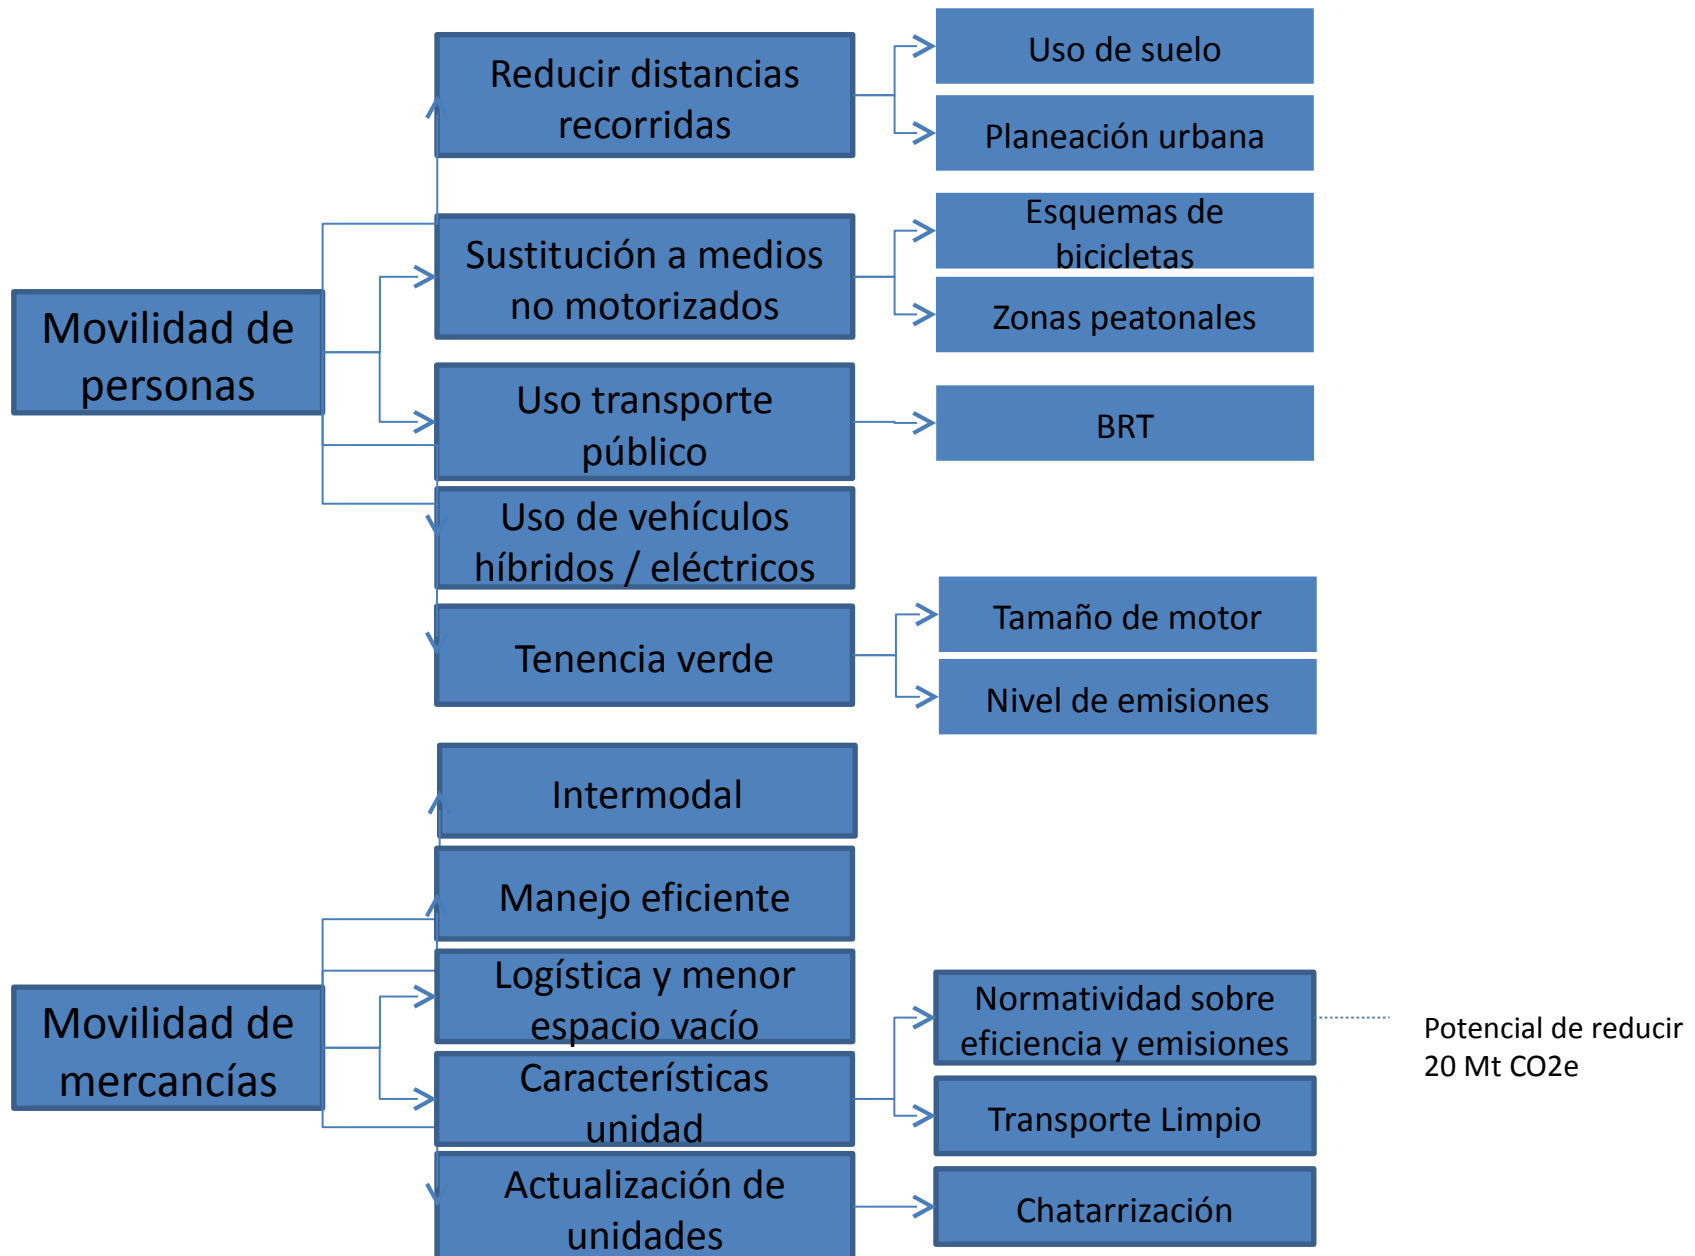 Reducir distancias
recorridas
Uso de suelo
Planeación urbana
Sustitución a medios
no motorizados
Esquemas de
bicicletas
Zonas peatonales
Movilidad de
personas
Uso transporte
público
BRT
Uso de vehículos
híbridos / eléctricos
Tenencia verde
Tamaño de motor
Nivel de emisiones
Intermodal
Manejo eficiente
Logística y menor
espacio vacío
Movilidad de
mercancías
Característícas
unidad
Normatividad sobre
eficiencia y emisiones
Potencial de reducir
20 Mt CO2e
Transporte Limpio
Actualización de
unidades
Chatarrización